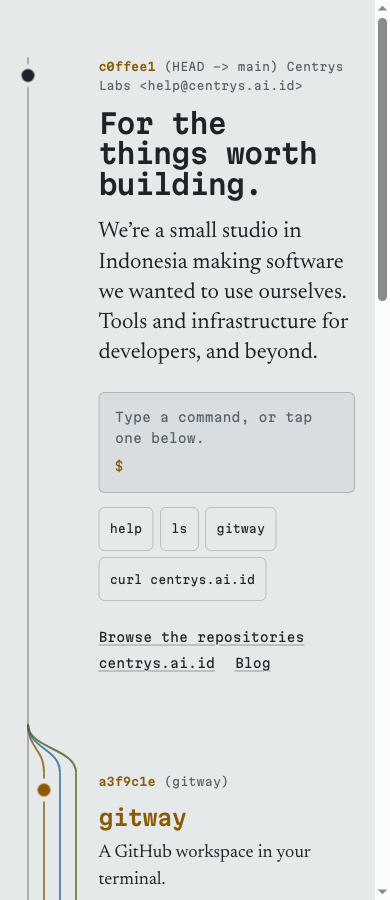 c0ffee1 (HEAD -> main) Centrys
Labs <help@centrys.ai.id>
For the
things worth
building.
We’re a small studio in
Indonesia making software
we wanted to use ourselves.
Tools and infrastructure for
developers, and beyond.
Type a command, or tap
one below.
$
help ls gitway
curl centrys.ai.id
Browse the repositories
centrys.ai.id Blog
a3f9c1e (gitway)
gitway
A GitHub workspace in your
terminal.